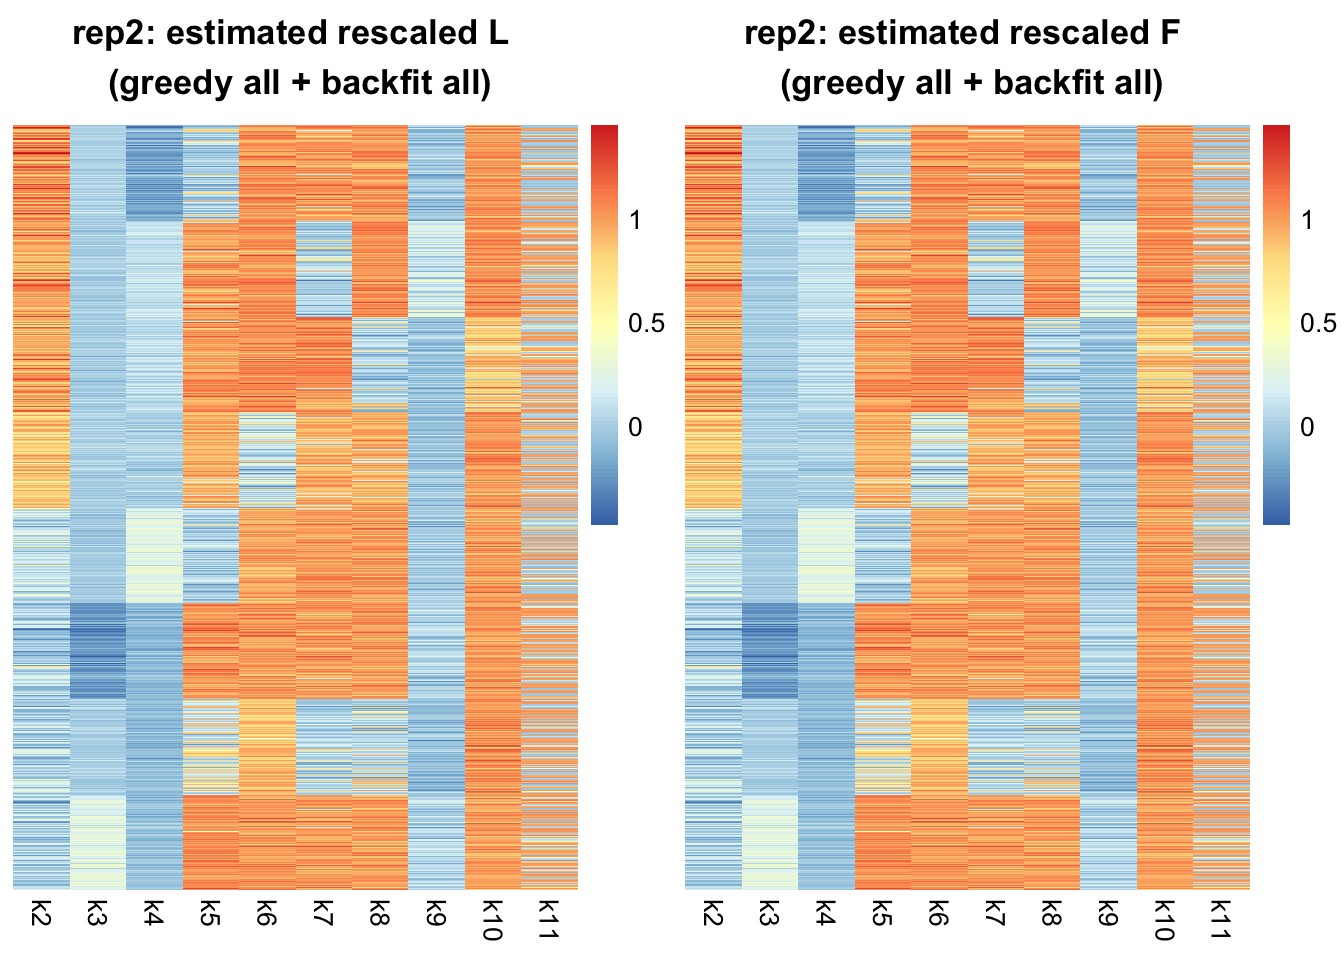 rep2: estimated rescaled L
(greedy all + backfit all)
1
0.5
0
k2
k3
k4
k5
k6
k7
k8
k9
k10
k11
rep2: estimated rescaled F
(greedy all + backfit all)
1
0.5
0
k2
k3
k4
k5
k6
k7
k8
k9
k10
k11